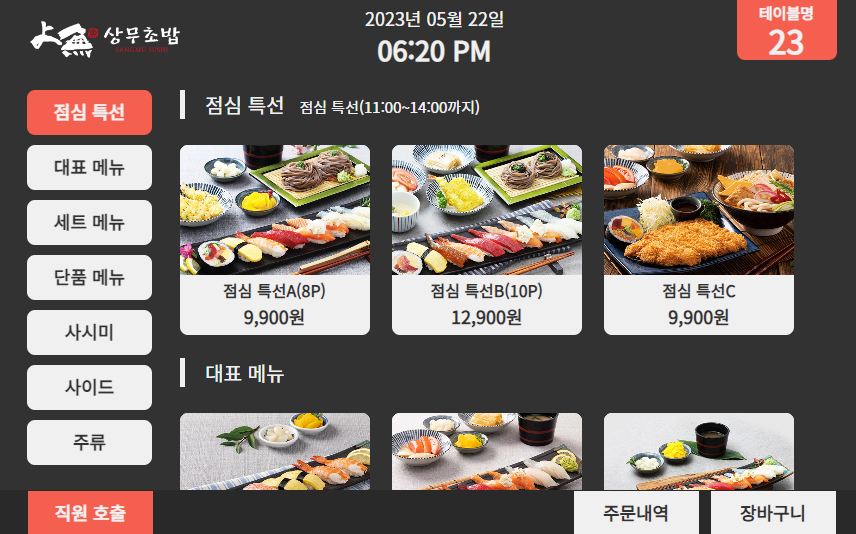 상무초밥
SANGMU SUSHI
2023년 05월 22일
06:20 PM
테이블명
23
점심 특선
대표 메뉴
세트 메뉴
단품 메뉴
사시미
사이드
주류
점심 특선 점심 특선(11:00~14:00까지)
점심 특선A(8P)
9,900원
점심 특선B(10P)
12,900원
점심 특선C
9,900원
대표 메뉴
직원 호출
주문내역
장바구니